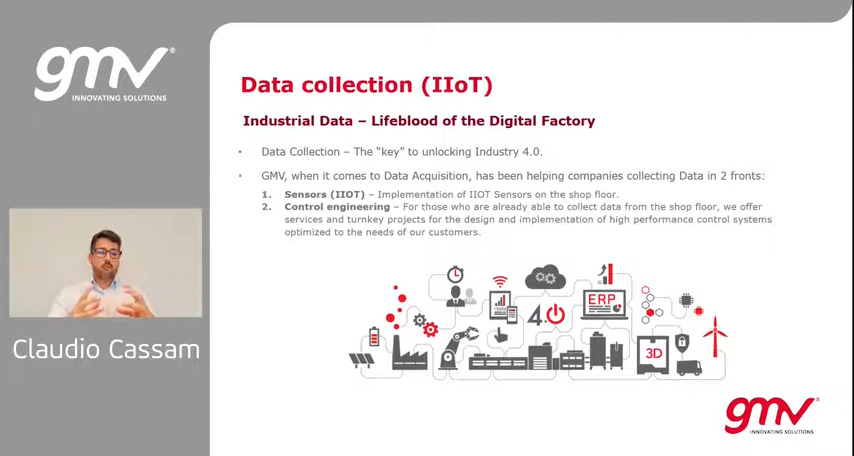 gmv®
INNOVATING SOLUTIONS
Data collection (IIoT)
Industrial Data – Lifeblood of the Digital Factory
• Data Collection – The “key” to unlocking Industry 4.0.
• GMV, when it comes to Data Acquisition, has been helping companies collecting Data in 2 fronts:
1. Sensors (IIOT) – Implementation of IIOT Sensors on the shop floor.
2. Control engineering – For those who are already able to collect data from the shop floor, we offer
services and turnkey projects for the design and implementation of high performance control systems
optimized to the needs of our customers.
Claudio Cassam
ERP
4.
3D
gmv®
INNOVATING SOLUTIONS